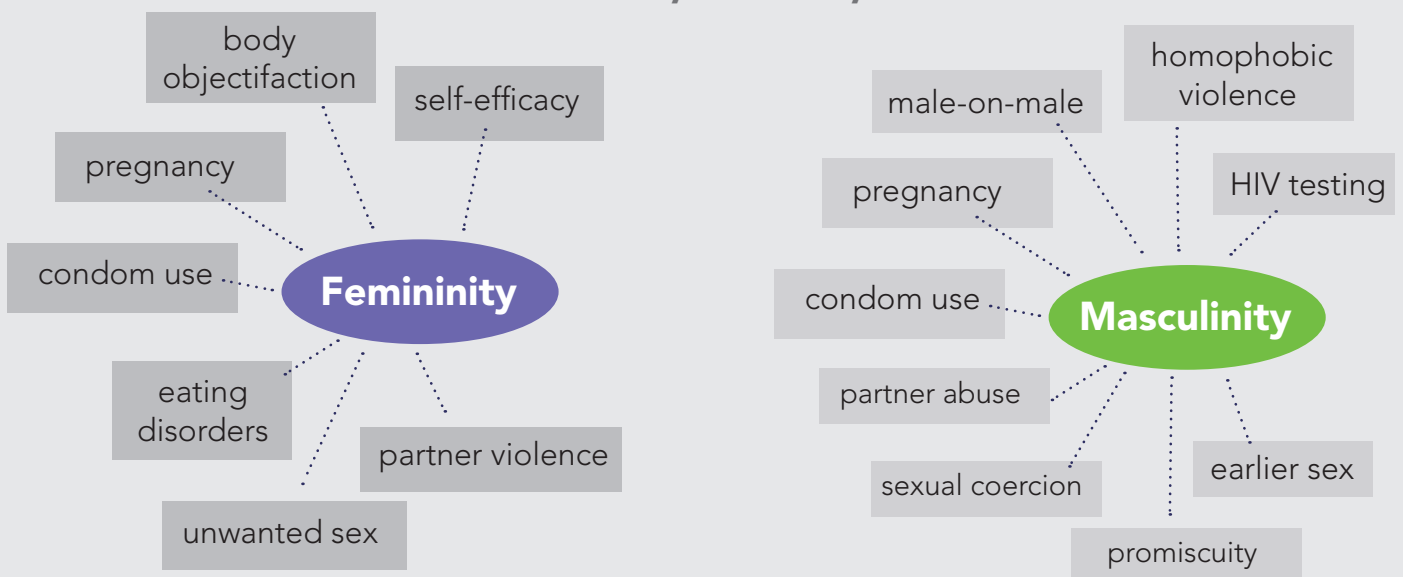 body
objectifaction
self-efficacy
pregnancy
condom use
Femininity
eating
disorders
partner violence
unwanted sex
homophobic
violence
male-on-male
HIV testing
pregnancy
condom use
Masculinity
partner abuse
earlier sex
sexual coercion
promiscuity